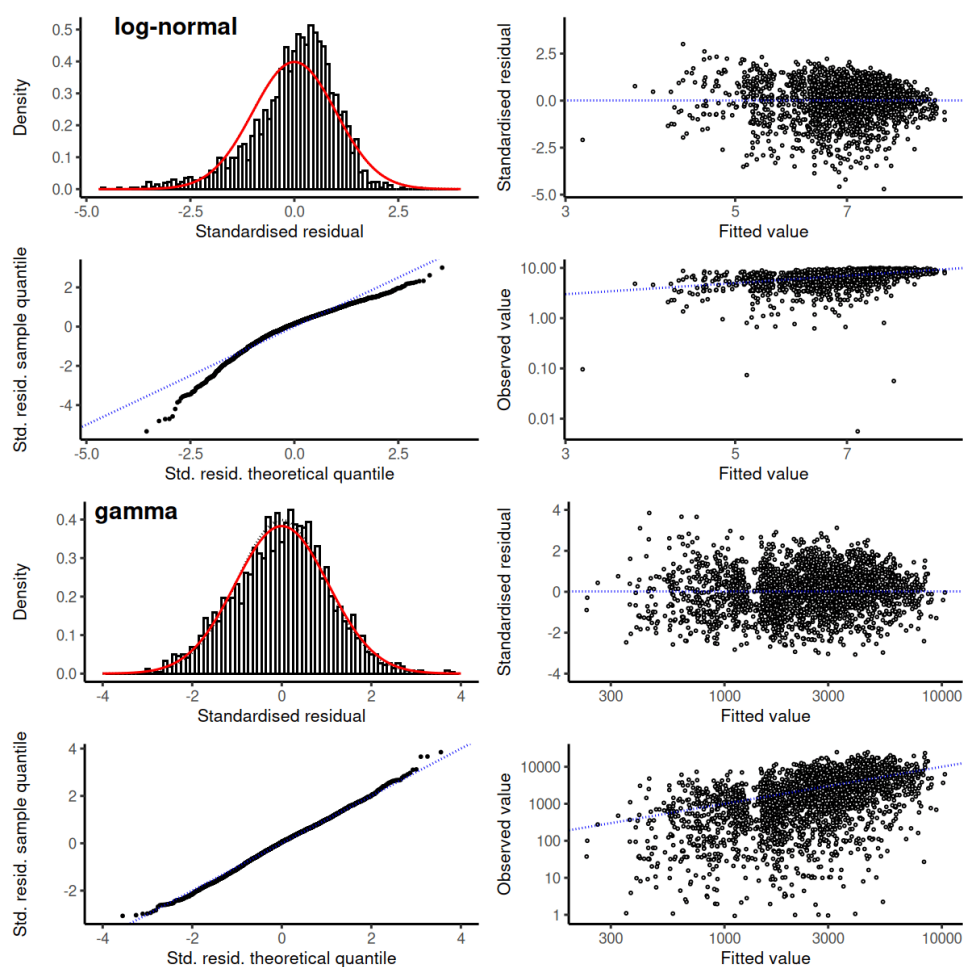 log-normal
Density
0.5
0.4
0.3
0.2
0.1
0.0
-5.0 -2.5 0.0 2.5
Standardised residual
Standardised residual
2.5
0.0
-2.5
-5.0
3 5 7
Fitted value
Std. resid. sample quantile
2
0
-2
-4
-5.0 -2.5 0.0 2.5
Std. resid. theoretical quantile
Observed value
10.00
1.00
0.10
0.01
3 5 7
Fitted value
gamma
Density
0.4
0.3
0.2
0.1
0.0
-4 -2 0 2 4
Standardised residual
Standardised residual
4
2
0
-2
-4
300 1000 3000 10000
Fitted value
Std. resid. sample quantile
4
2
0
-2
-4 -2 0 2 4
Std. resid. theoretical quantile
Observed value
10000
1000
100
10
1
300 1000 3000 10000
Fitted value